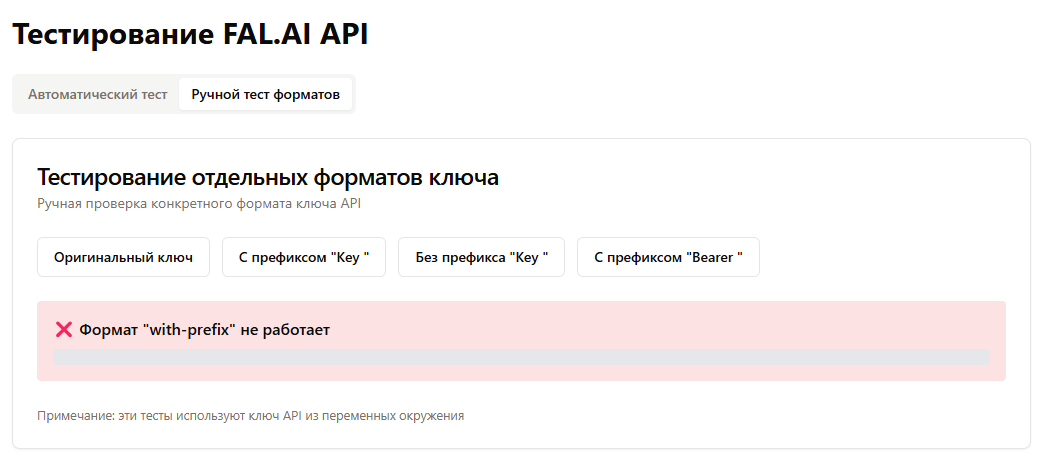 Тестирование FAL.AI API
Автоматический тест
Ручной тест форматов
Тестирование отдельных форматов ключа
Ручная проверка конкретного формата ключа API
Оригинальный ключ
С префиксом "Key "
Без префикса "Key "
С префиксом "Bearer "
❌ Формат "with-prefix" не работает
Примечание: эти тесты используют ключ API из переменных окружения